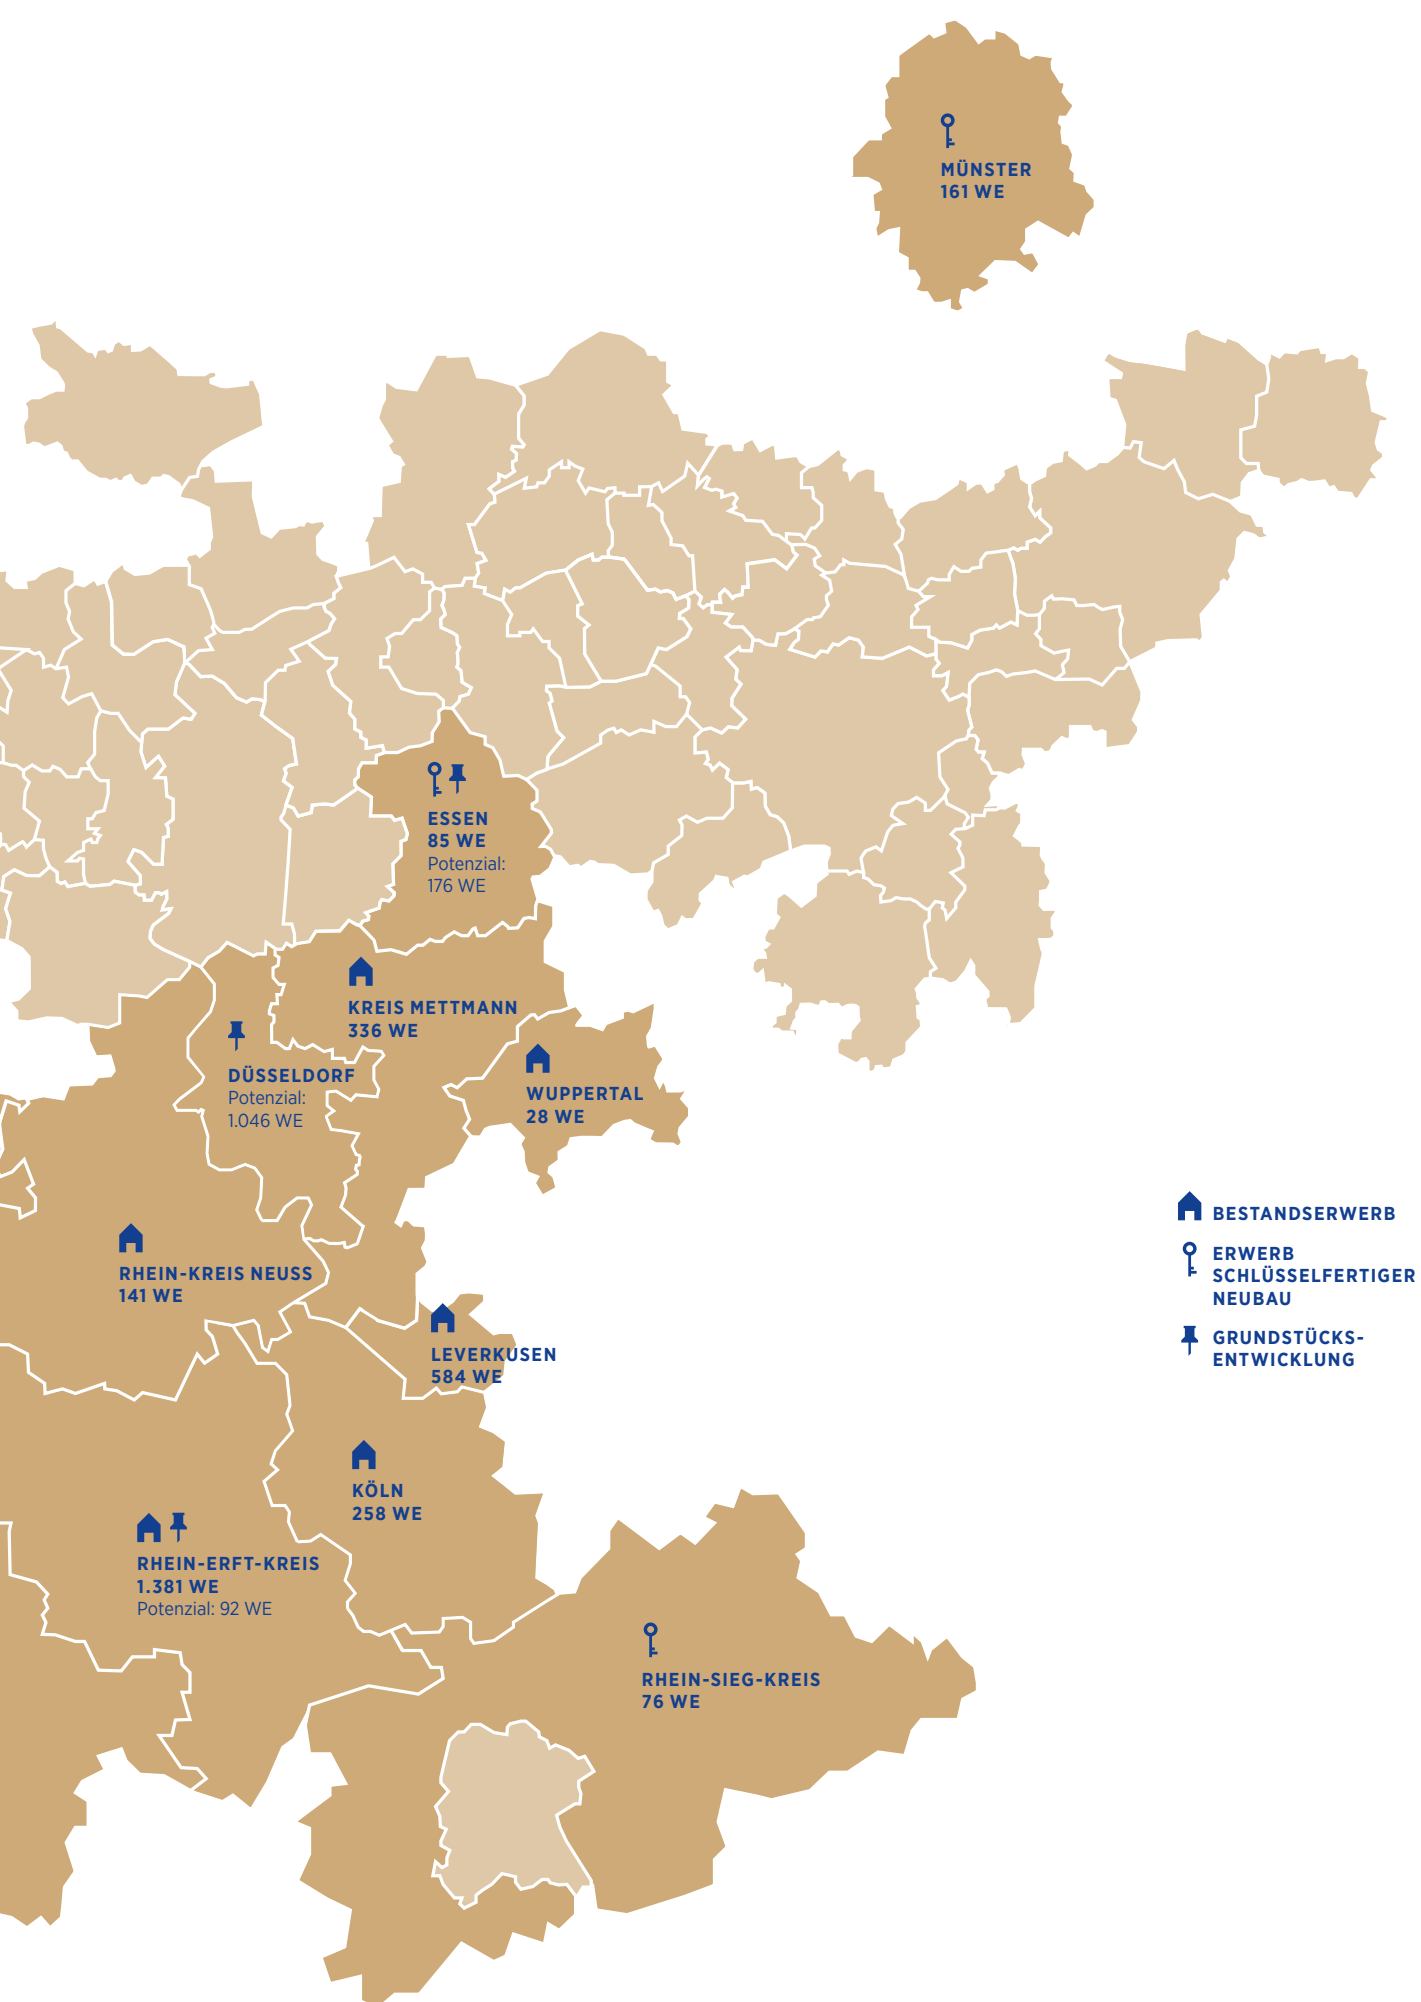 MÜNSTER
161 WE
ESSEN
85 WE
Potenzial:
176 WE
KREIS METTMANN
336 WE
DÜSSELDORF
Potenzial:
1.046 WE
WUPPERTAL
28 WE
RHEIN-KREIS NEUSS
141 WE
LEVERKUSEN
584 WE
KÖLN
258 WE
RHEIN-ERFT-KREIS
1.381 WE
Potenzial: 92 WE
RHEIN-SIEG-KREIS
76 WE
BESTANDSERWERB
ERWERB
SCHLÜSSELFERTIGER
NEUBAU
GRUNDSTÜCKS-
ENTWICKLUNG